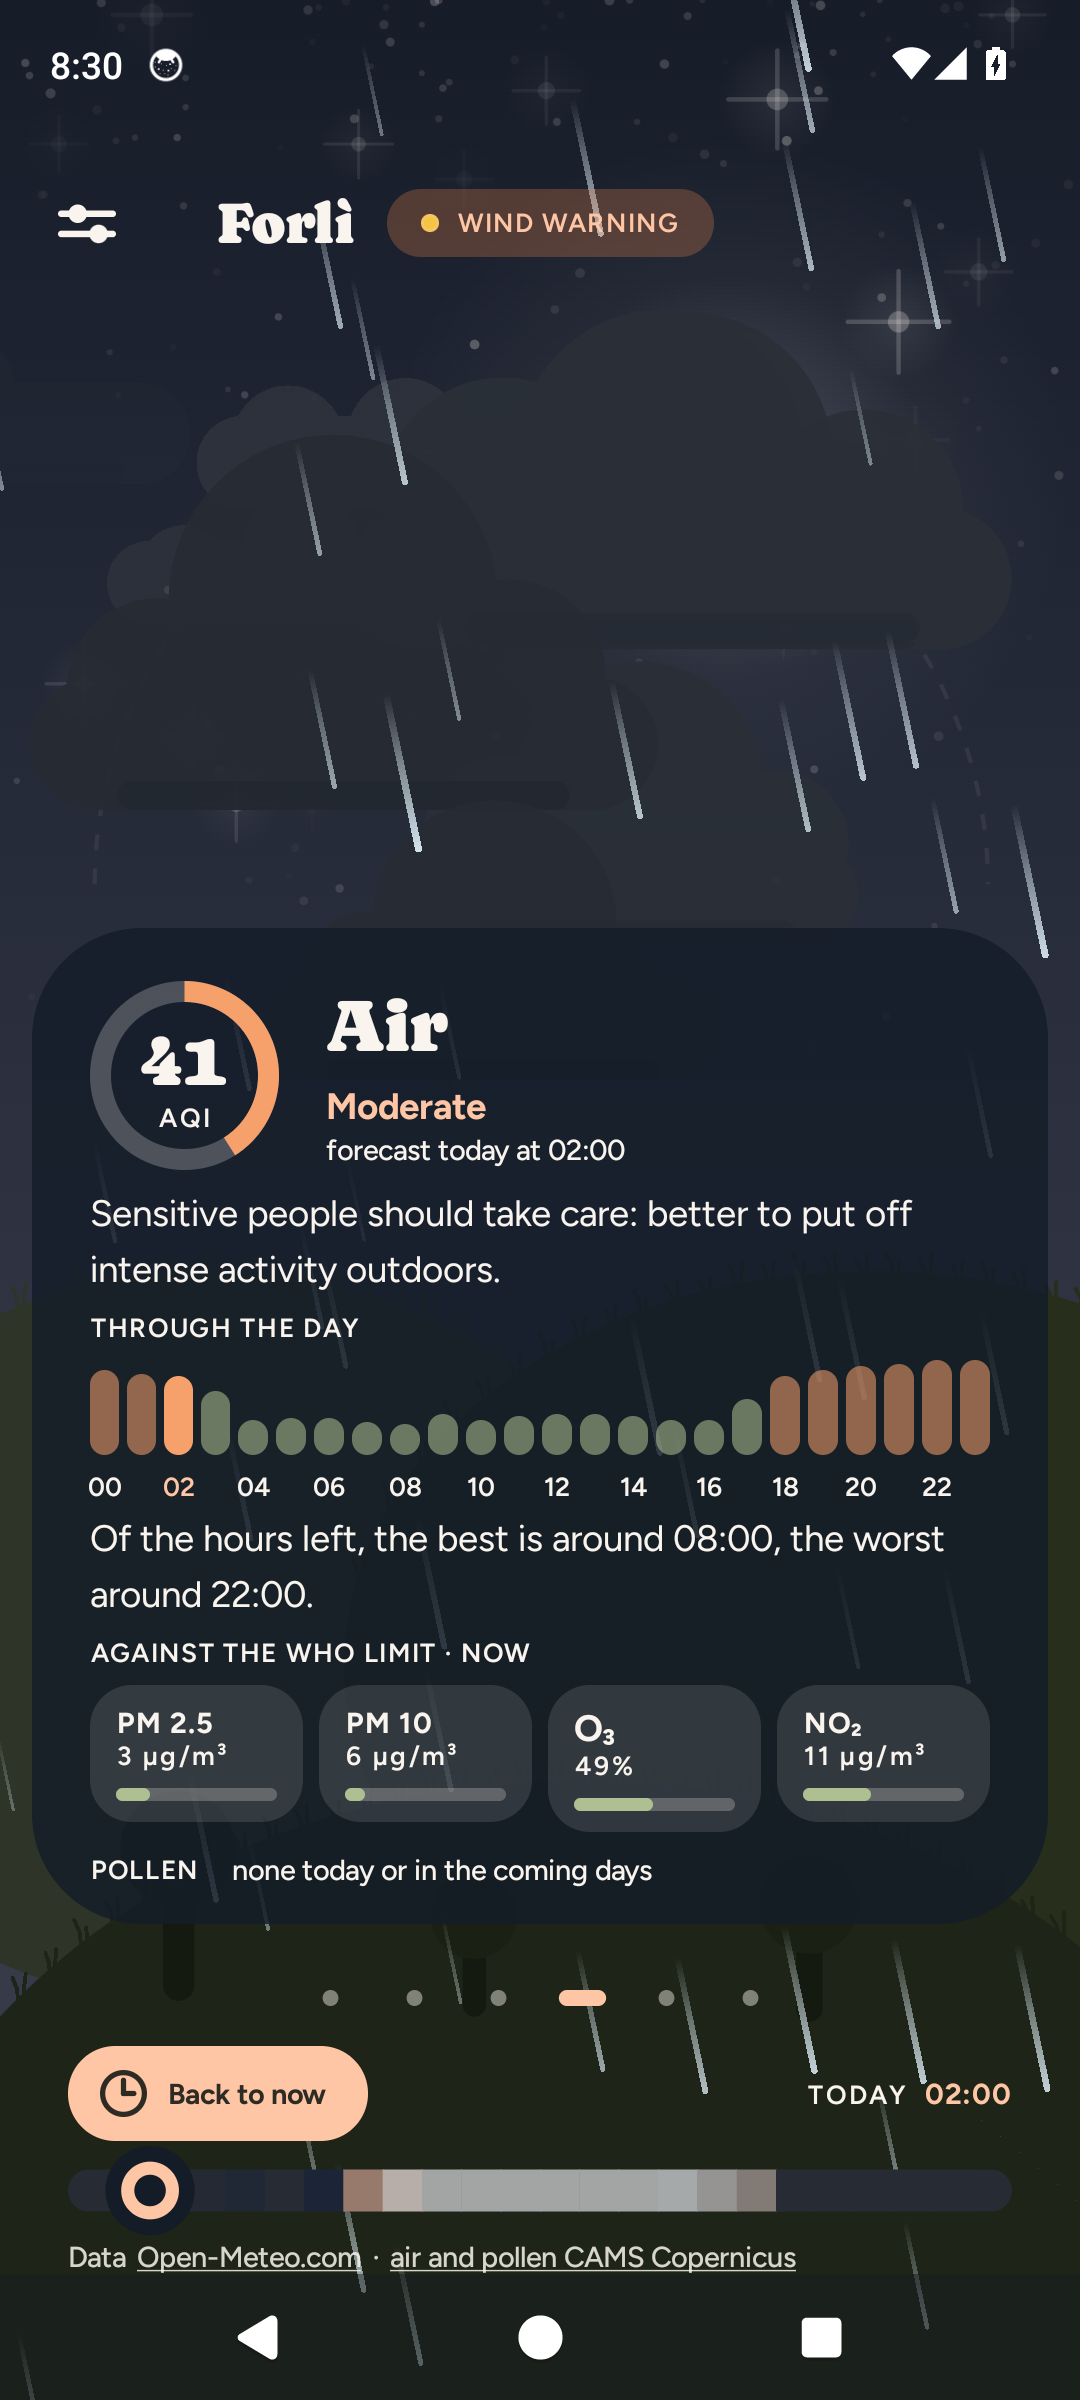 8:30
Forlì
WIND WARNING
41
AQI
Air
Moderate
forecast today at 02:00
Sensitive people should take care: better to put off
intense activity outdoors.
THROUGH THE DAY
00 02 04 06 08 10 12 14 16 18 20 22
Of the hours left, the best is around 08:00, the worst
around 22:00.
AGAINST THE WHO LIMIT · NOW
PM 2.5
3 µg/m³
PM 10
6 µg/m³
O₃
49%
NO₂
11 µg/m³
POLLEN none today or in the coming days
Back to now
TODAY 02:00
Data Open-Meteo.com · air and pollen CAMS Copernicus